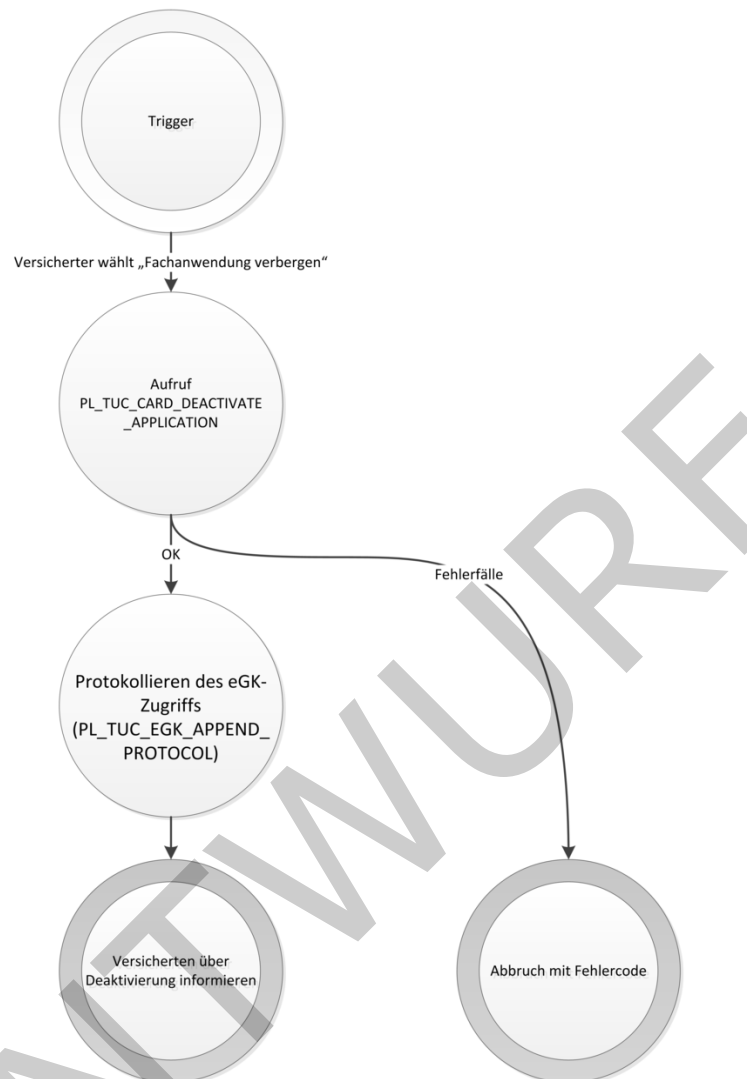 Trigger
Versicherter wählt „Fachanwendung verbergen“
Aufruf
PL_TUC_CARD_DEACTIVATE
_APPLICATION
OK
Fehlerfälle
Protokollieren des eGK-
Zugriffs
(PL_TUC_EGK_APPEND_
PROTOCOL)
Versicherten über
Deaktivierung informieren
Abbruch mit Fehlercode
NTWURF